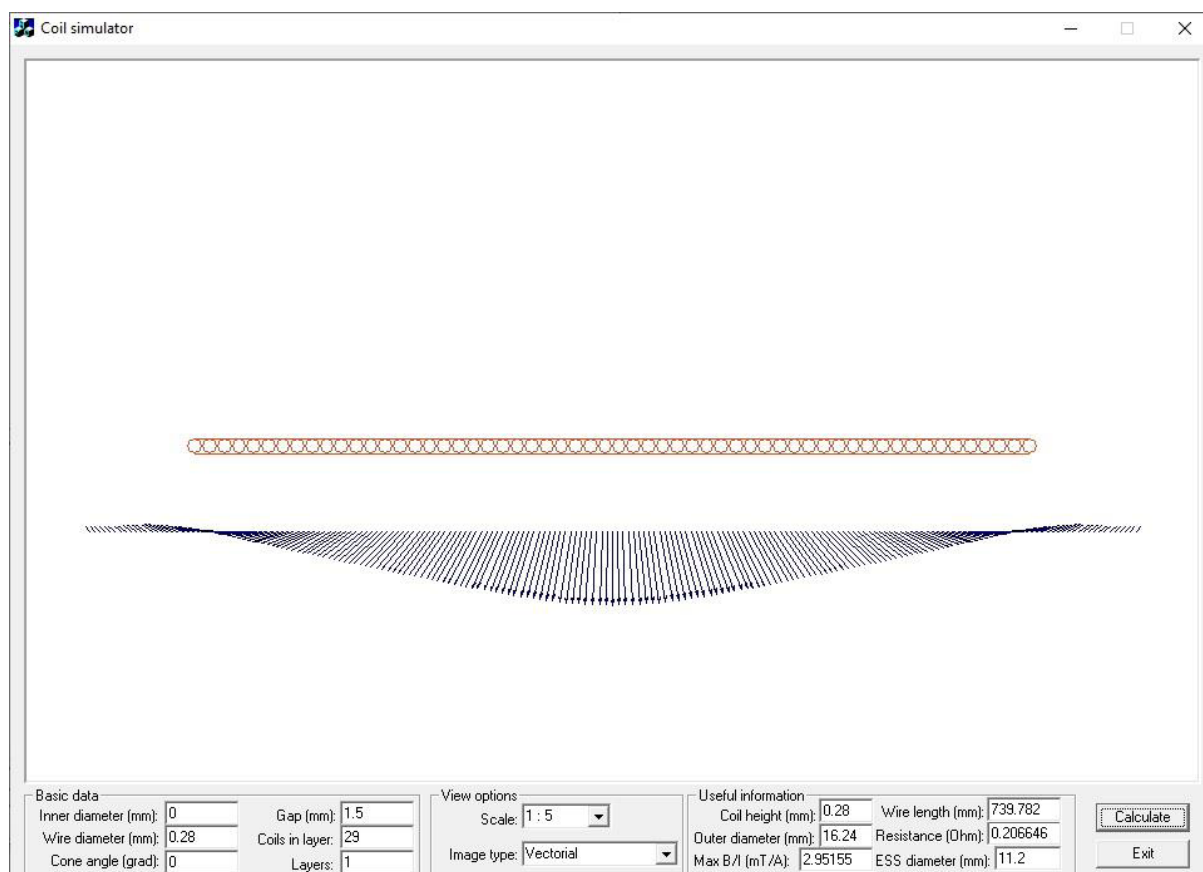 Coil simulator
Basic data
Inner diameter (mm): 0
Gap (mm): 1.5
Wire diameter (mm): 0.28
Coils in layer: 29
Cone angle (grad): 0
Layers: 1
View options
Scale: 1 : 5
Image type: Vectorial
Useful information
Coil height (mm): 0.28
Wire length (mm): 739.782
Outer diameter (mm): 16.24
Resistance (Ohm): 0.206646
Max B/I (mT/A): 2.95155
ESS diameter (mm): 11.2
Calculate
Exit